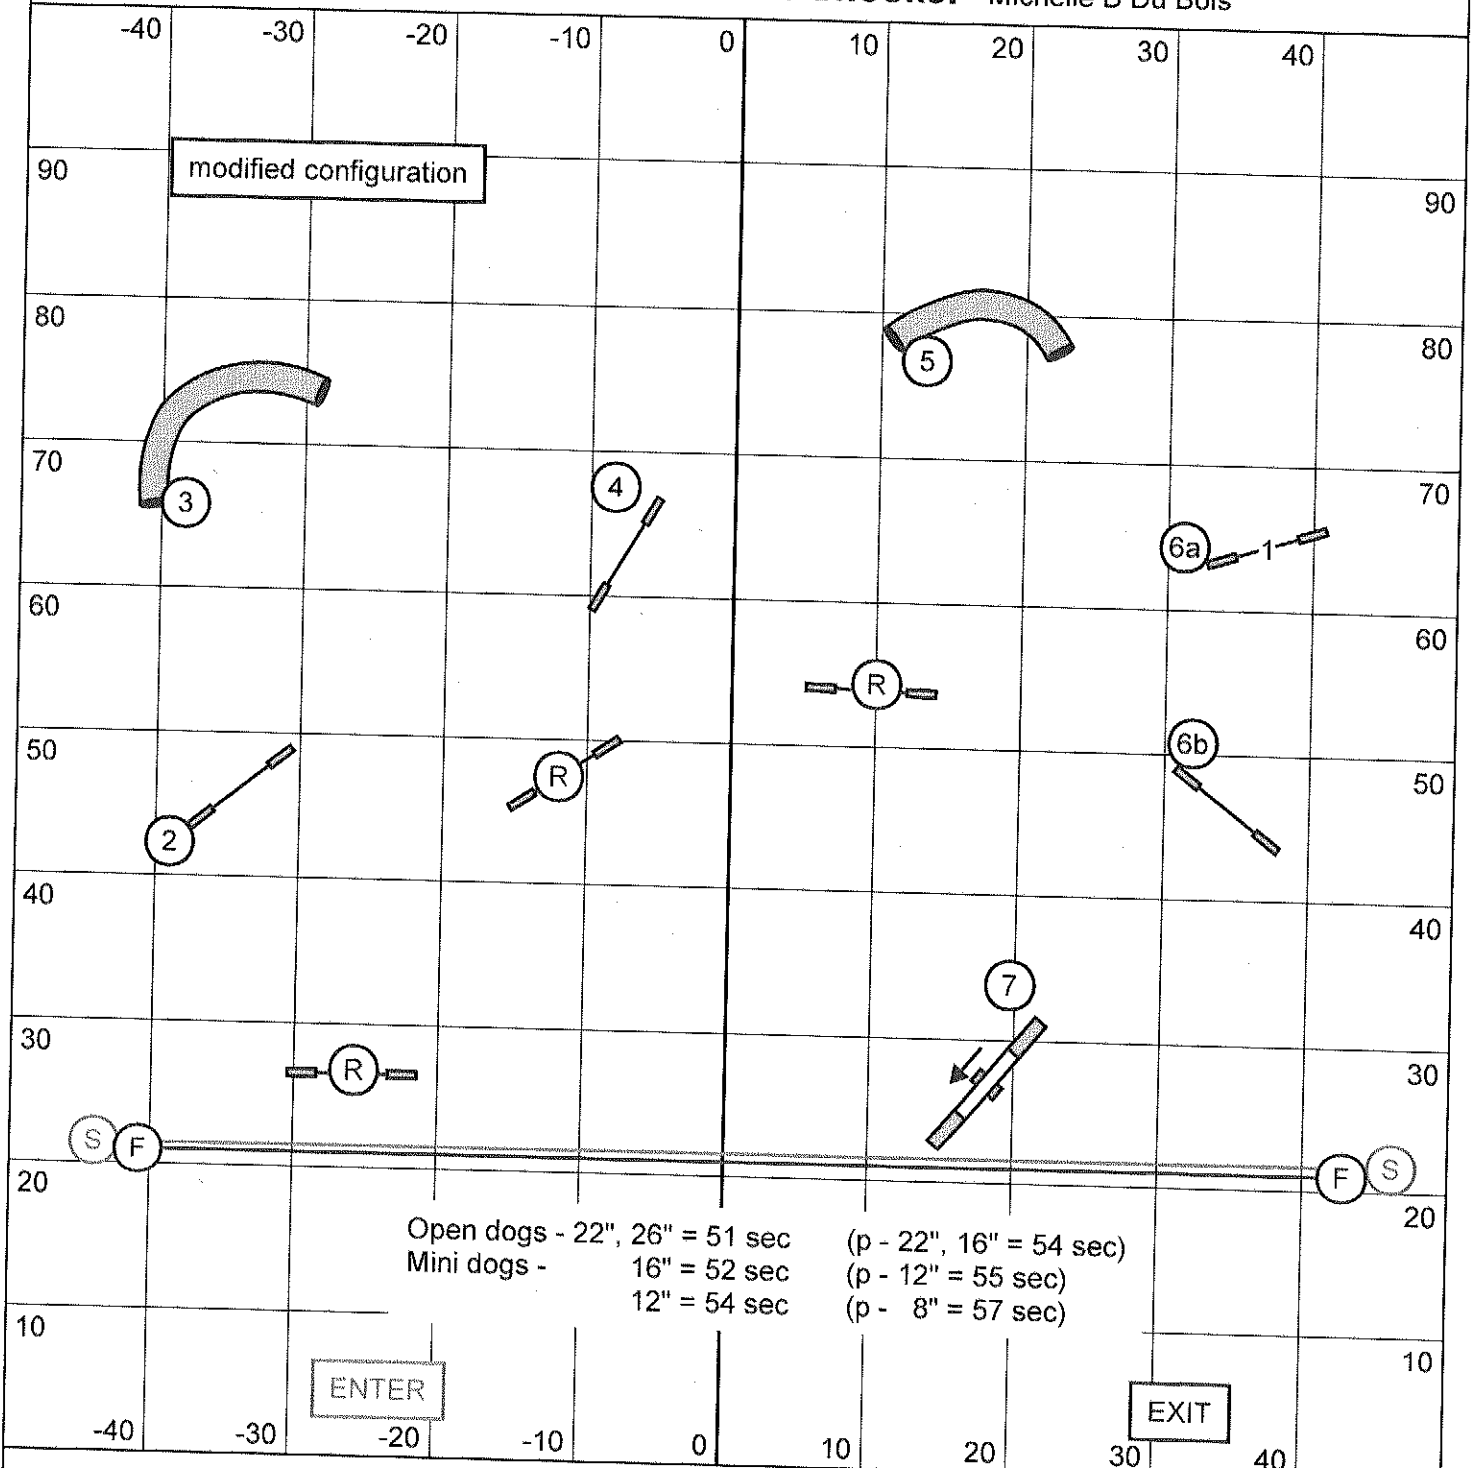 Michelle B Du Bois
-40 -30 -20 -10 0 10 20 30 40
modified configuration
90 90
80 80
5
70 70
3
4
6a 1
60 60
R
50 50
6b
R
2
40 40
7
30 30
R
S F F S
20 20
Open dogs - 22", 26" = 51 sec (p - 22", 16" = 54 sec)
Mini dogs - 16" = 52 sec (p - 12" = 55 sec)
12" = 54 sec (p - 8" = 57 sec)
10 10
ENTER EXIT
-40 -30 -20 -10 0 10 20 30 40